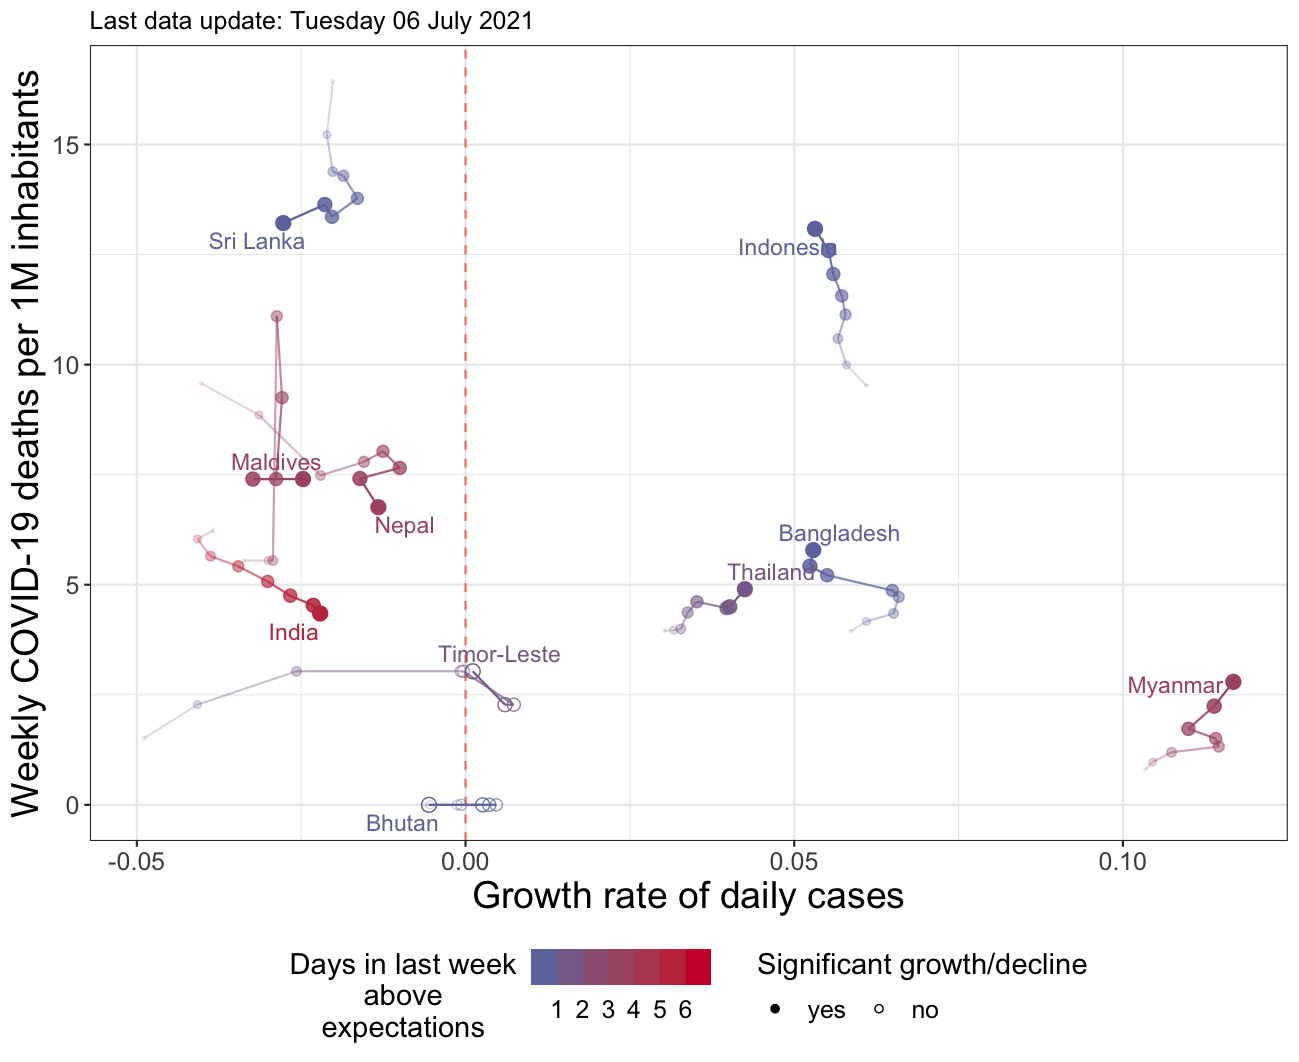 Last data update: Tuesday 06 July 2021
Weekly COVID-19 deaths per 1M inhabitants
15
10
5
0
Sri Lanka
Indonesia
Maldives
Nepal
Bangladesh
Thailand
India
Timor-Leste
Myanmar
Bhutan
-0.05 0.00 0.05 0.10
Growth rate of daily cases
Days in last week
above
expectations
1 2 3 4 5 6
Significant growth/decline
yes no